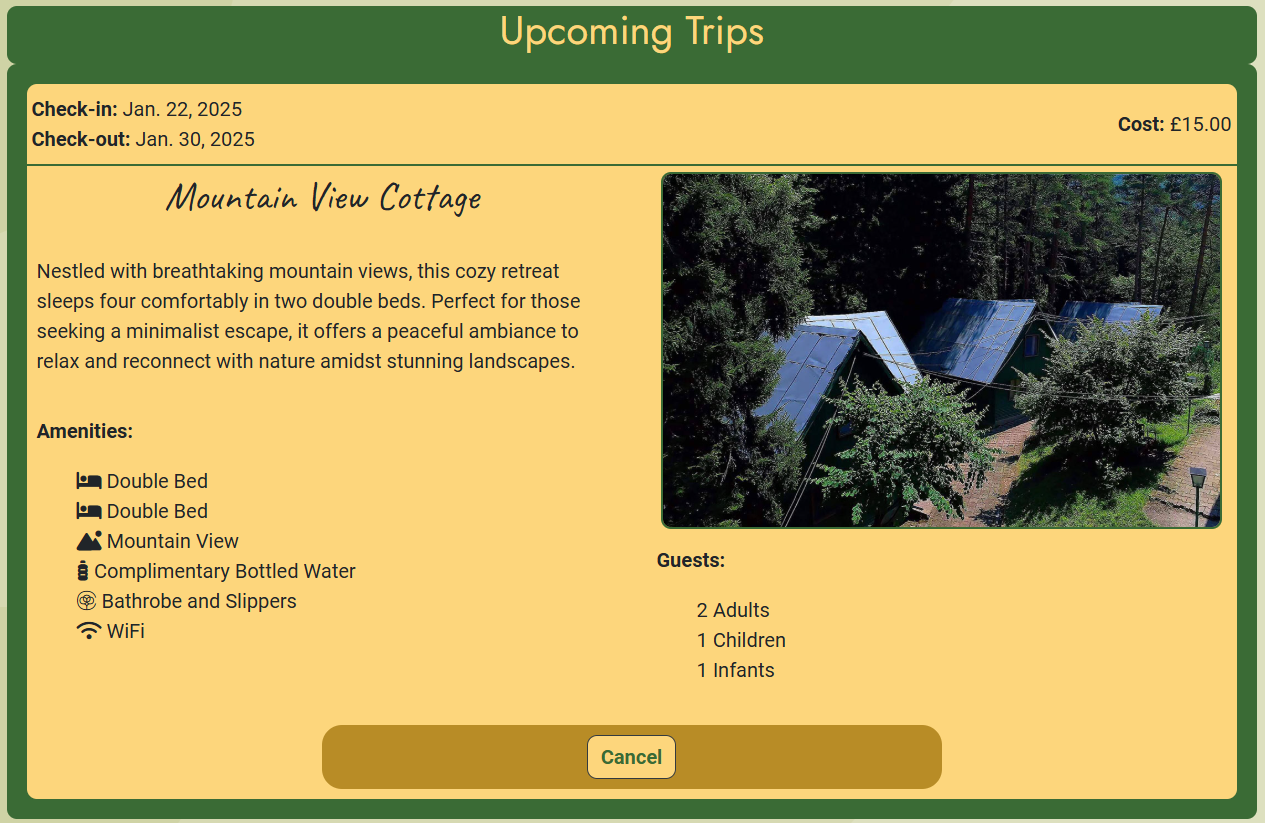 Upcoming Trips
Check-in: Jan. 22, 2025
Check-out: Jan. 30, 2025
Cost: £15.00
Mountain View Cottage
Nestled with breathtaking mountain views, this cozy retreat
sleeps four comfortably in two double beds. Perfect for those
seeking a minimalist escape, it offers a peaceful ambiance to
relax and reconnect with nature amidst stunning landscapes.
Amenities:
Double Bed
Double Bed
Mountain View
Complimentary Bottled Water
Bathrobe and Slippers
WiFi
Guests:
2 Adults
1 Children
1 Infants
Cancel